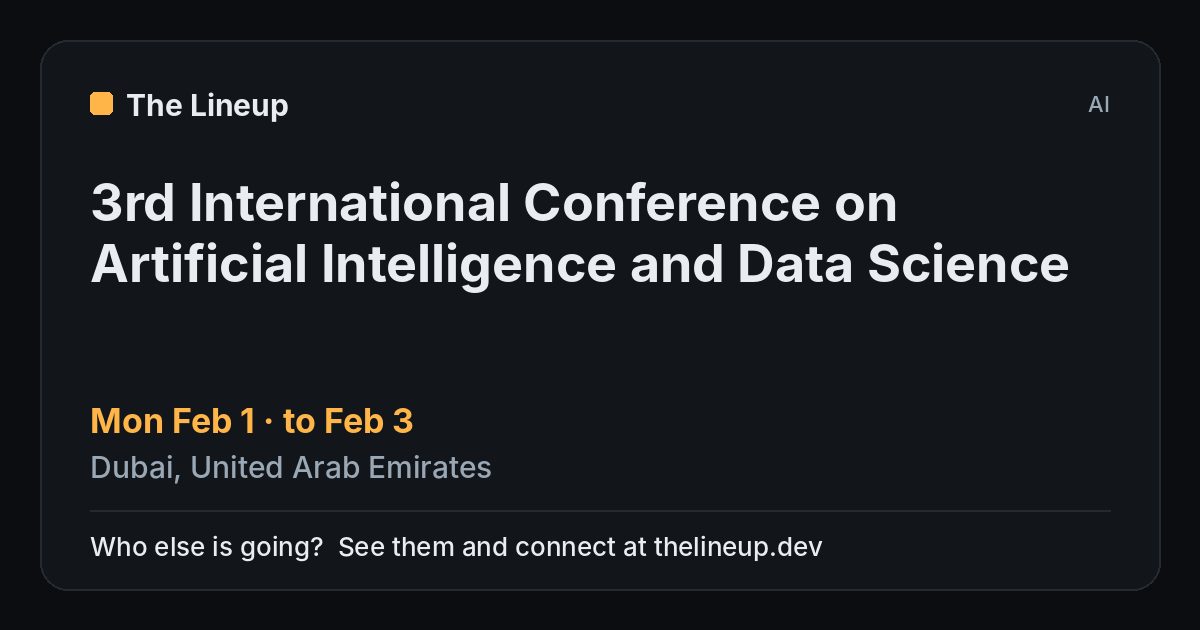 The Lineup
AI
3rd International Conference on
Artificial Intelligence and Data Science
Mon Feb 1 · to Feb 3
Dubai, United Arab Emirates
Who else is going? See them and connect at thelineup.dev